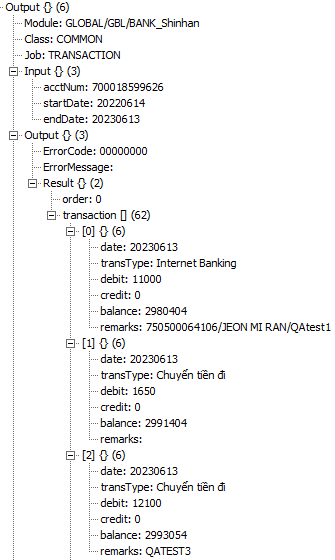 Output {} (6)
Module: GLOBAL/GBL/BANK_Shinhan
Class: COMMON
Job: TRANSACTION
Input {} (3)
acctNum: 700018599626
startDate: 20220614
endDate: 20230613
Output {} (3)
ErrorCode: 00000000
ErrorMessage:
Result {} (2)
order: 0
transaction [] (62)
[0] {} (6)
date: 20230613
transType: Internet Banking
debit: 11000
credit: 0
balance: 2980404
remarks: 750500064106/JEON MI RAN/QAtest1
[1] {} (6)
date: 20230613
transType: Chuyển tiền đi
debit: 1650
credit: 0
balance: 2991404
remarks:
[2] {} (6)
date: 20230613
transType: Chuyển tiền đi
debit: 12100
credit: 0
balance: 2993054
remarks: QATEST3